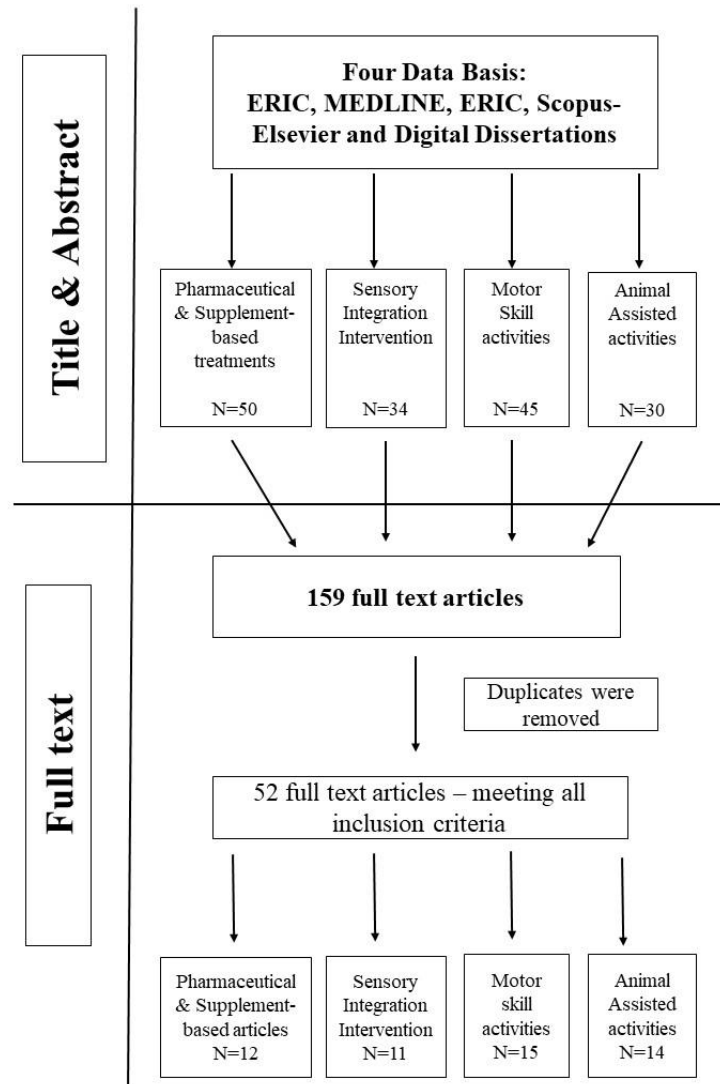 Title & Abstract
Four Data Basis:
ERIC, MEDLINE, ERIC, Scopus-
Elsevier and Digital Dissertations
Pharmaceutical
& Supplement-
based
treatments
N=50
Sensory
Integration
Intervention
N=34
Motor
Skill
activities
N=45
Animal
Assisted
activities
N=30
Full text
159 full text articles
Duplicates were
removed
52 full text articles – meeting all
inclusion criteria
Pharmaceutical
& Supplement-
based articles
N=12
Sensory
Integration
Intervention
N=11
Motor
skill
activities
N=15
Animal
Assisted
activities
N=14